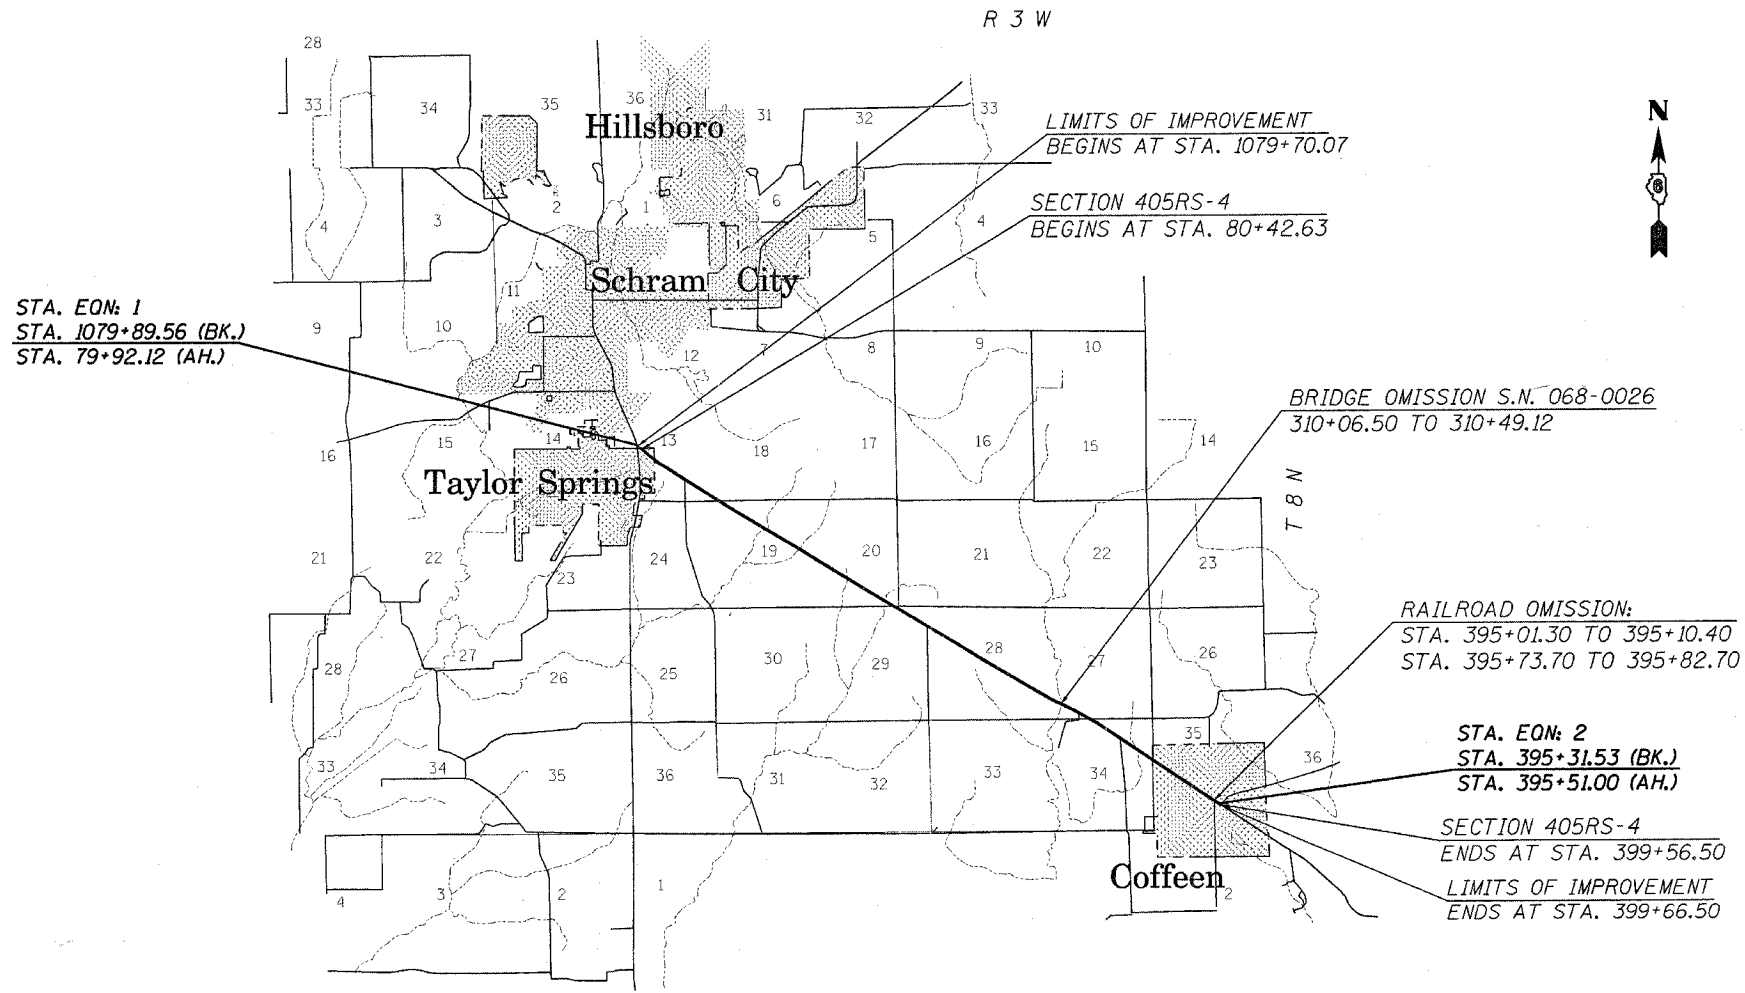 R 3 W
28
33
34
35
36
31
32
33
Hillsboro
LIMITS OF IMPROVEMENT
BEGINS AT STA. 1079+70.07
N
6
4
3
2
1
6
5
4
SECTION 405RS-4
BEGINS AT STA. 80+42.63
Schram City
STA. EQN: 1
STA. 1079+89.56 (BK.)
STA. 79+92.12 (AH.)
9
10
11
12
7
8
9
10
BRIDGE OMISSION S.N. 068-0026
310+06.50 TO 310+49.12
16
15
14
13
18
17
16
15
14
Taylor Springs
T 8 N
21
22
23
24
19
20
21
22
23
RAILROAD OMISSION:
STA. 395+01.30 TO 395+10.40
STA. 395+73.70 TO 395+82.70
28
27
26
25
30
29
28
27
26
STA. EQN: 2
STA. 395+31.53 (BK.)
STA. 395+51.00 (AH.)
33
34
35
36
31
32
33
34
35
36
SECTION 405RS-4
ENDS AT STA. 399+56.50
Coffeen
LIMITS OF IMPROVEMENT
ENDS AT STA. 399+66.50
4
3
2
1
2